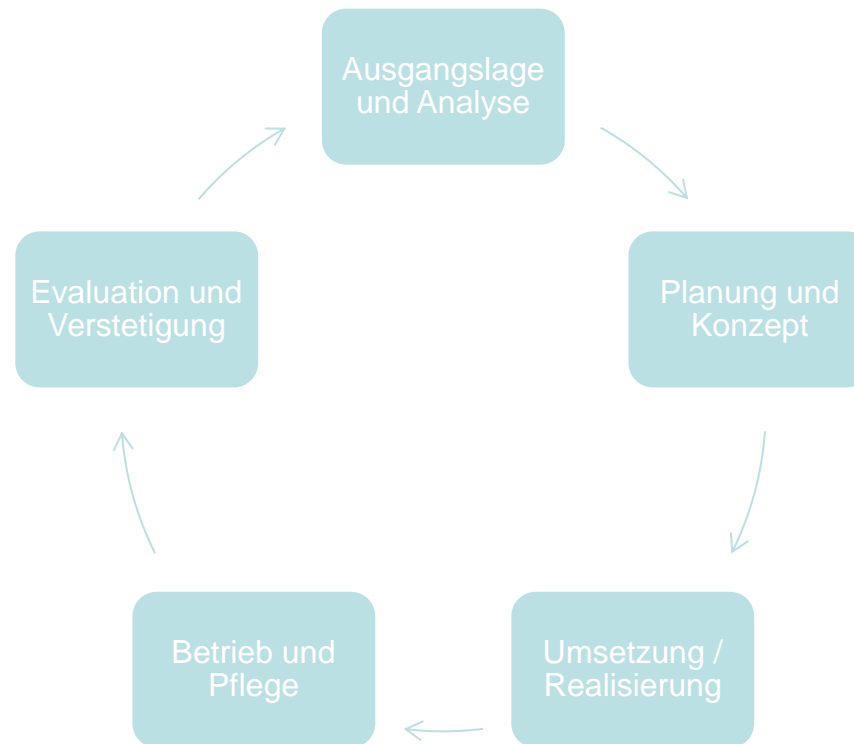 Ausgangslage
und Analyse
Planung und
Konzept
Umsetzung /
Realisierung
Betrieb und
Pflege
Evaluation und
Verstetigung